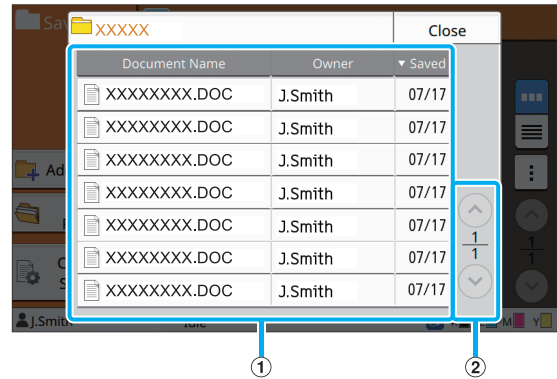 Sav
XXXXX
Close
Document Name Owner ▼ Saved
XXXXXXXX.DOC J.Smith 07/17
XXXXXXXX.DOC J.Smith 07/17
XXXXXXXX.DOC J.Smith 07/17
XXXXXXXX.DOC J.Smith 07/17
XXXXXXXX.DOC J.Smith 07/17
XXXXXXXX.DOC J.Smith 07/17
XXXXXXXX.DOC J.Smith 07/17
Ad
1
1
1
1
C
S
J.Smith Idle M Y
① ②